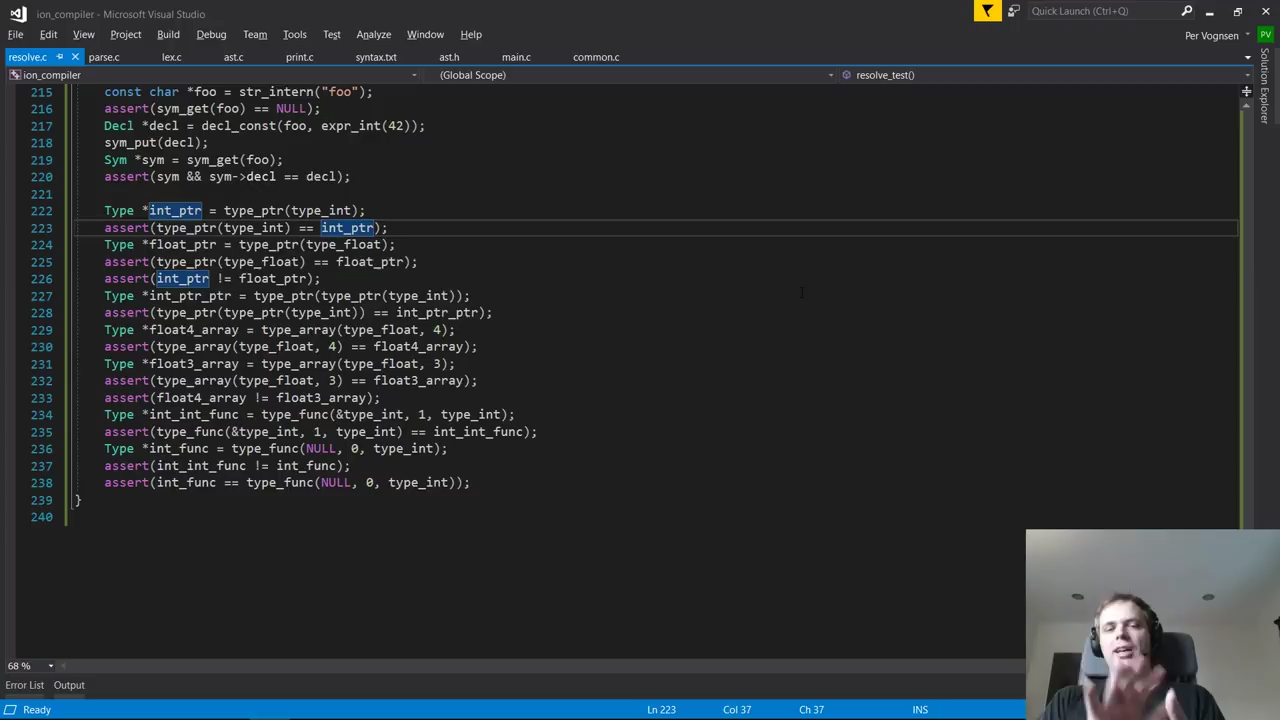 ion_compiler - Microsoft Visual Studio
Quick Launch (Ctrl+Q)
File Edit View Project Build Debug Team Tools Test Analyze Window Help
Per Vognsen PV
resolve.c parse.c lex.c ast.c print.c syntax.txt ast.h main.c common.c
ion_compiler (Global Scope) resolve_test()
Solution Explorer
215 const char *foo = str_intern("foo");
216 assert(sym_get(foo) == NULL);
217 Decl *decl = decl_const(foo, expr_int(42));
218 sym_put(decl);
219 Sym *sym = sym_get(foo);
220 assert(sym && sym->decl == decl);
221
222 Type *int_ptr = type_ptr(type_int);
223 assert(type_ptr(type_int) == int_ptr);
224 Type *float_ptr = type_ptr(type_float);
225 assert(type_ptr(type_float) == float_ptr);
226 assert(int_ptr != float_ptr);
227 Type *int_ptr_ptr = type_ptr(type_ptr(type_int));
228 assert(type_ptr(type_ptr(type_int)) == int_ptr_ptr);
229 Type *float4_array = type_array(type_float, 4);
230 assert(type_array(type_float, 4) == float4_array);
231 Type *float3_array = type_array(type_float, 3);
232 assert(type_array(type_float, 3) == float3_array);
233 assert(float4_array != float3_array);
234 Type *int_int_func = type_func(&type_int, 1, type_int);
235 assert(type_func(&type_int, 1, type_int) == int_int_func);
236 Type *int_func = type_func(NULL, 0, type_int);
237 assert(int_int_func != int_func);
238 assert(int_func == type_func(NULL, 0, type_int));
239 }
240
68 %
Error List Output
Ready Ln 223 Col 37 Ch 37 INS